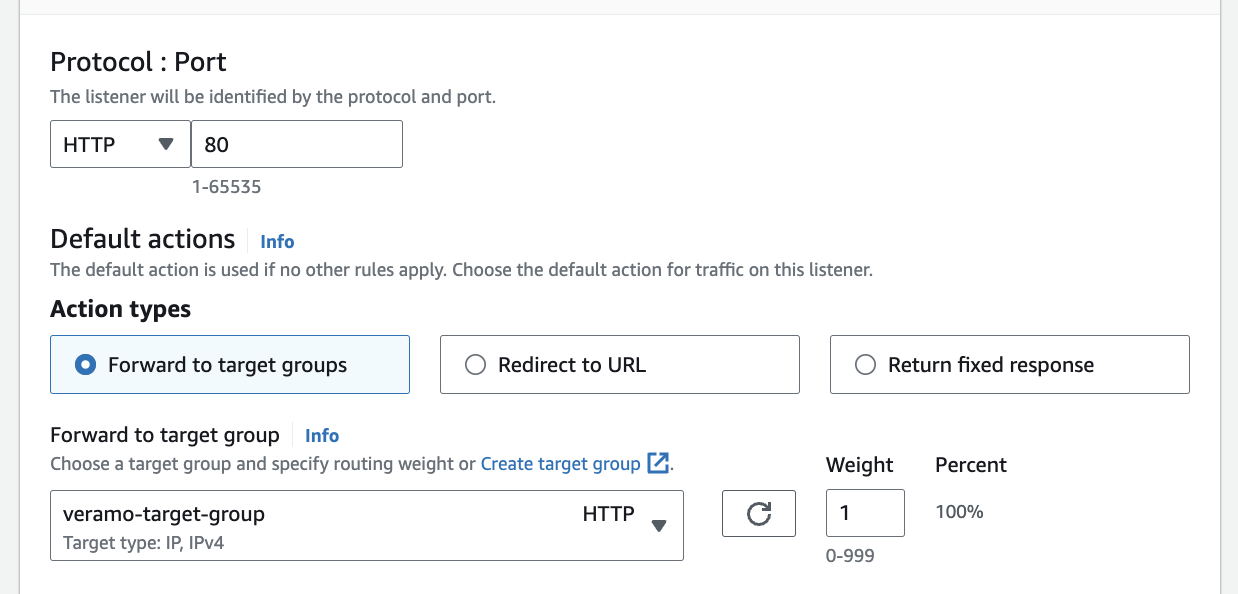 Protocol : Port
The listener will be identified by the protocol and port.
HTTP 80
1-65535
Default actions Info
The default action is used if no other rules apply. Choose the default action for traffic on this listener.
Action types
Forward to target groups Redirect to URL Return fixed response
Forward to target group Info
Choose a target group and specify routing weight or Create target group .
Weight Percent
veramo-target-group HTTP
Target type: IP, IPv4
1 100%
0-999